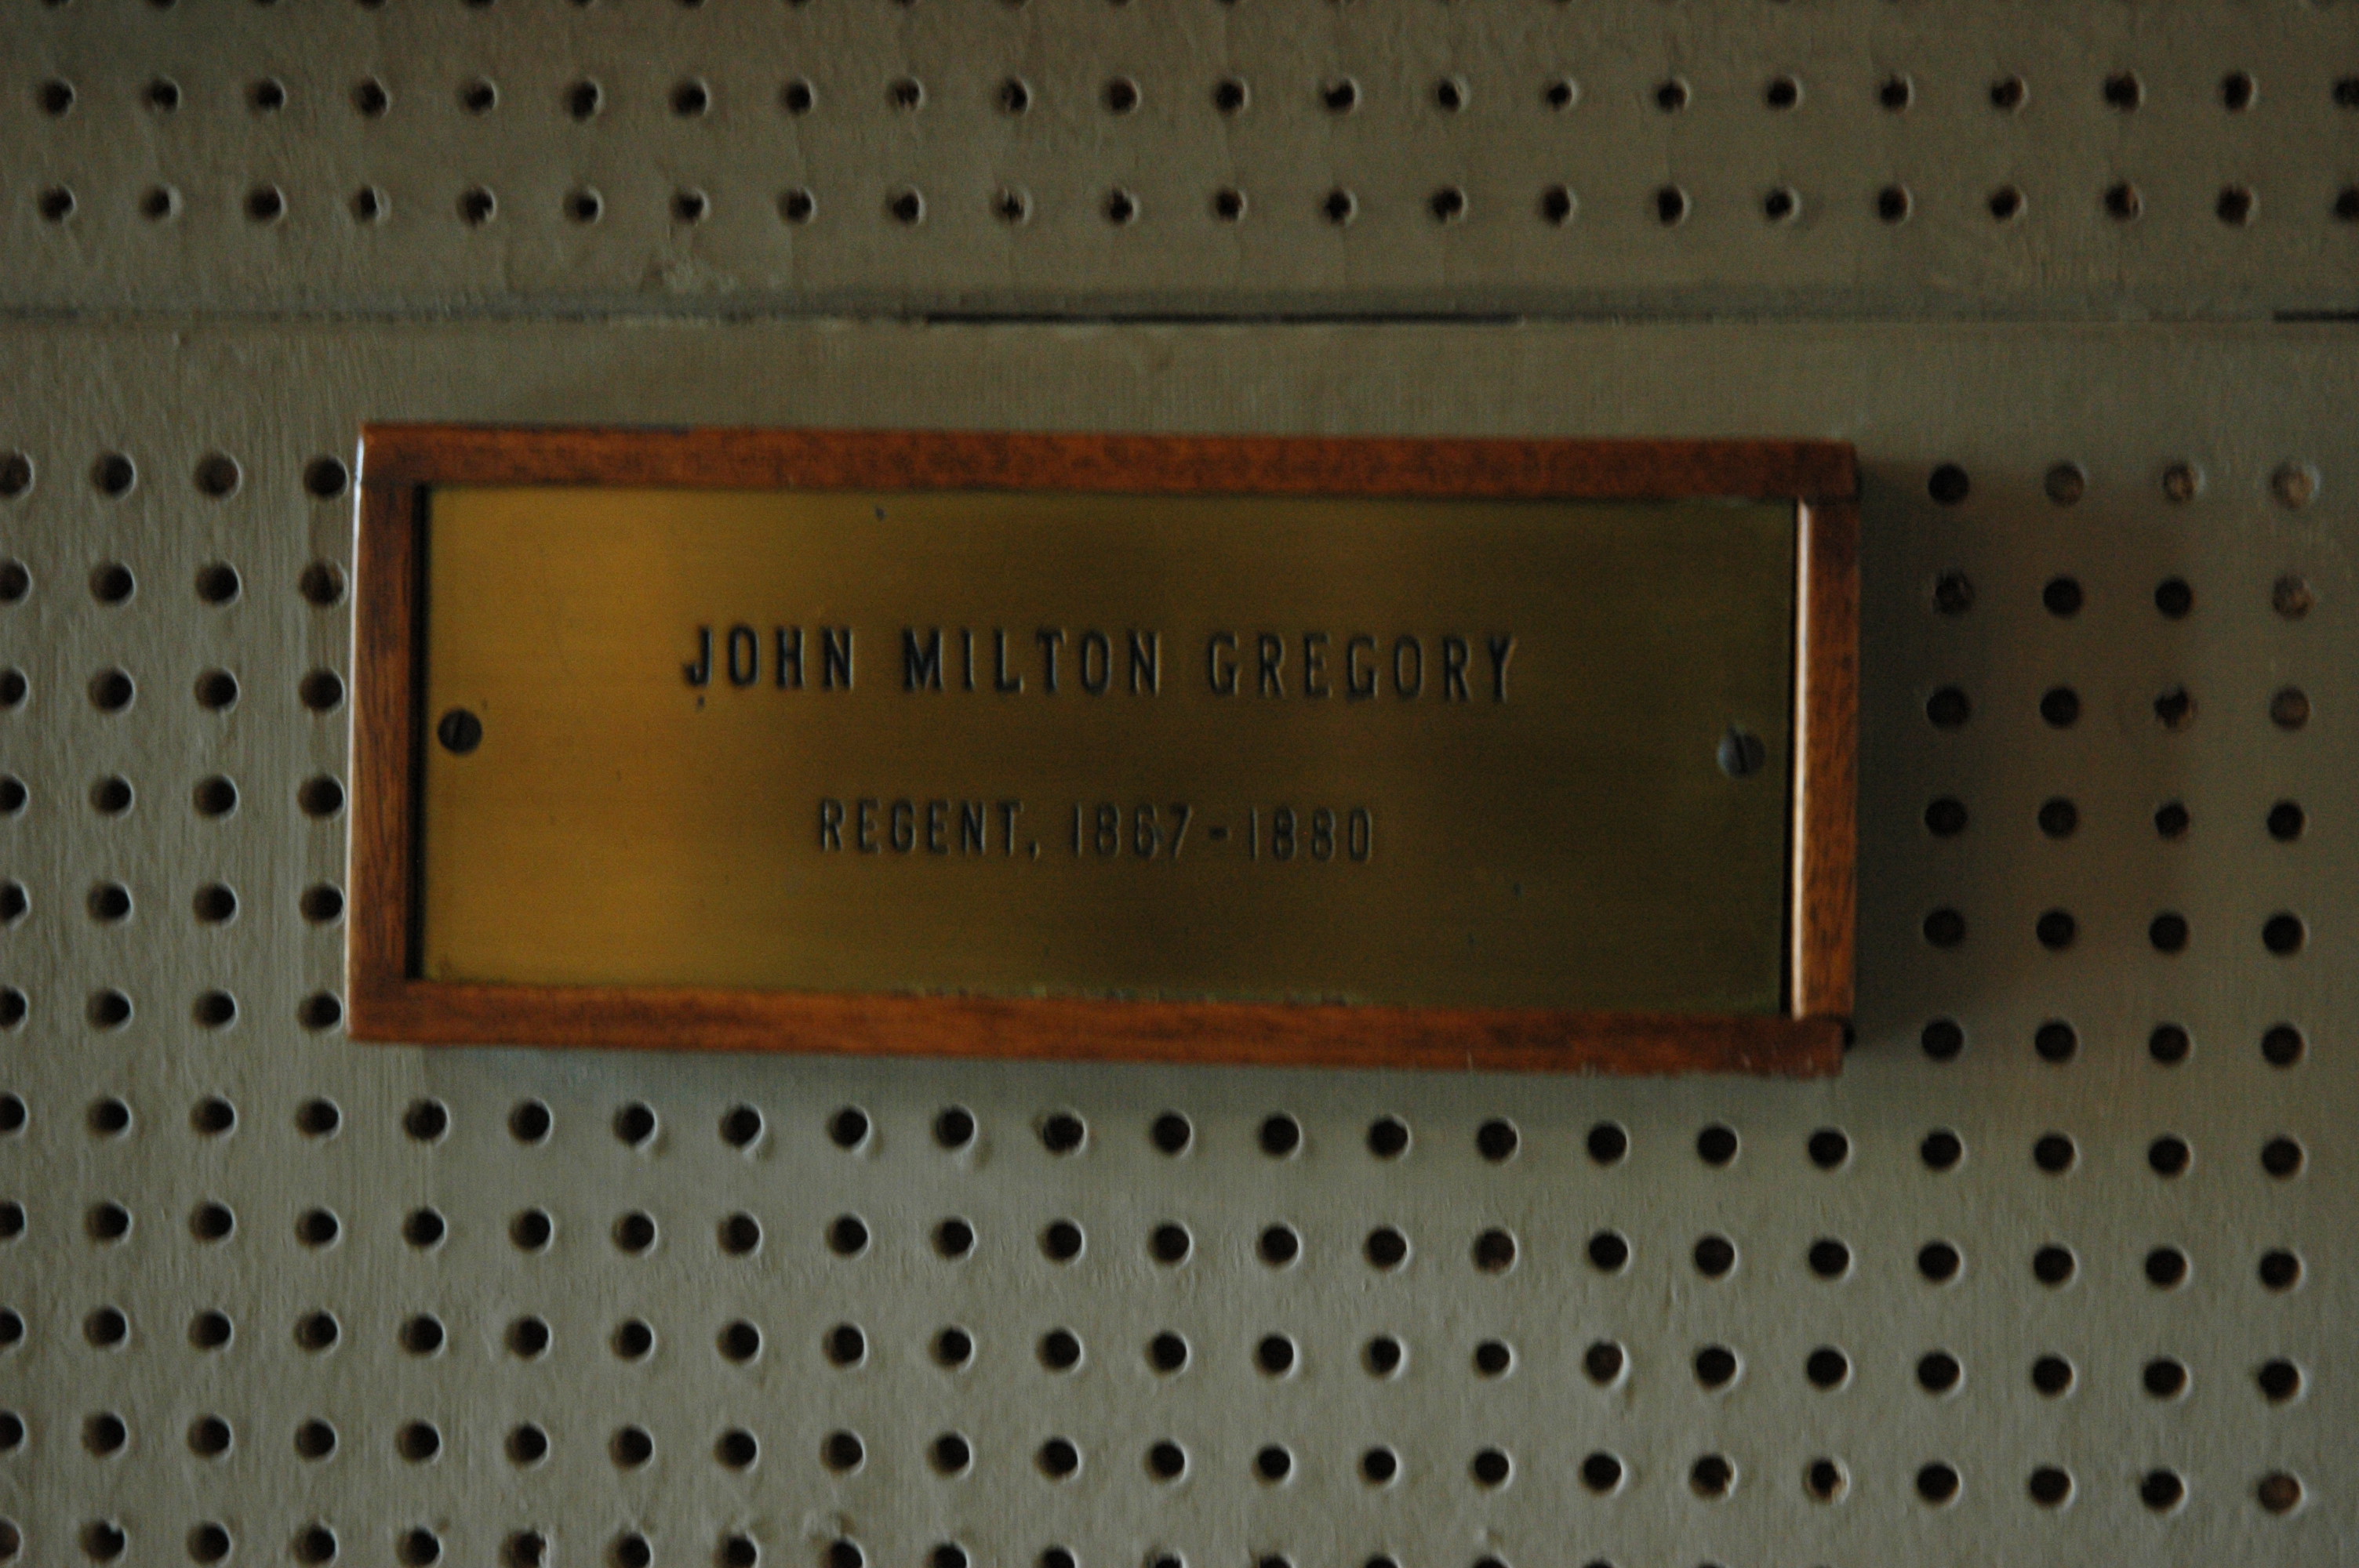 JOHN MILTON GREGORY
REGENT, 1867-1880